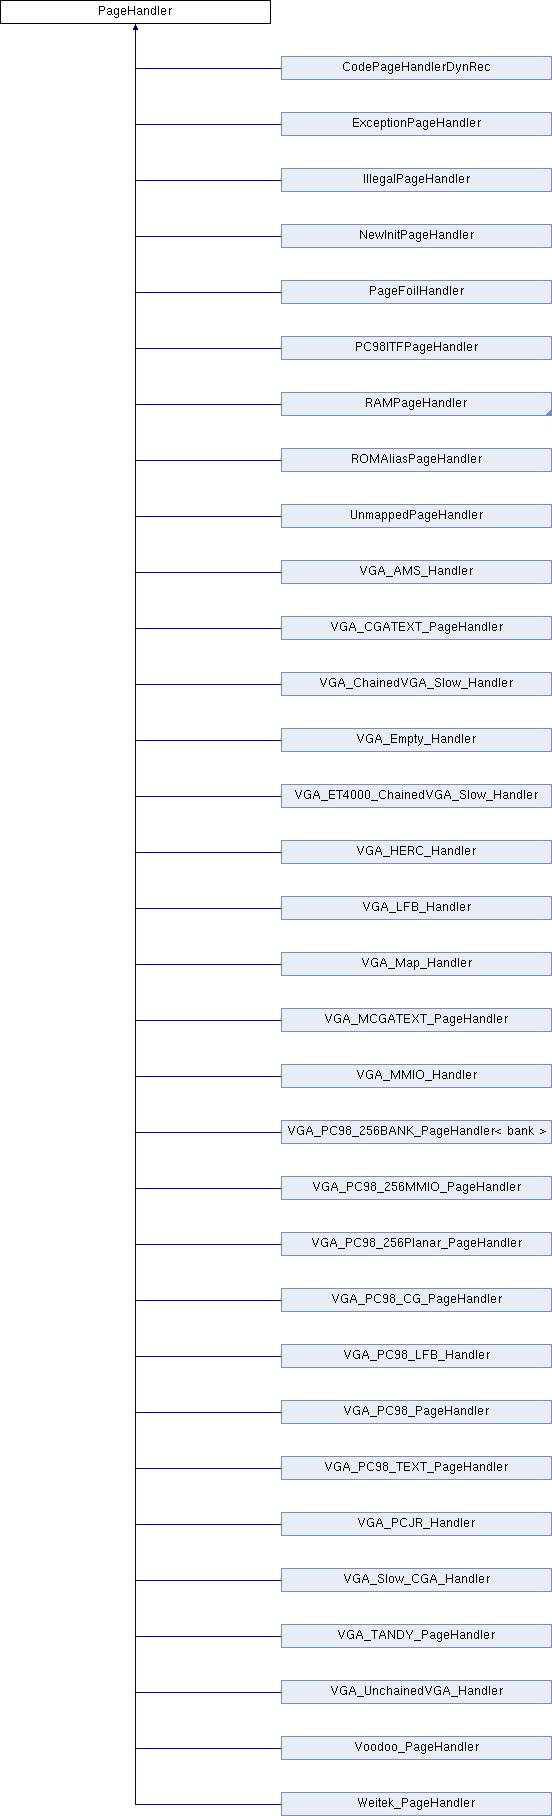 PageHandler
CodePageHandlerDynRec
ExceptionPageHandler
IllegalPageHandler
NewInitPageHandler
PageFoilHandler
PC98ITFPageHandler
RAMPageHandler
ROMAliasPageHandler
UnmappedPageHandler
VGA_AMS_Handler
VGA_CGATEXT_PageHandler
VGA_ChainedVGA_Slow_Handler
VGA_Empty_Handler
VGA_ET4000_ChainedVGA_Slow_Handler
VGA_HERC_Handler
VGA_LFB_Handler
VGA_Map_Handler
VGA_MCGATEXT_PageHandler
VGA_MMIO_Handler
VGA_PC98_256BANK_PageHandler< bank >
VGA_PC98_256MMIO_PageHandler
VGA_PC98_256Planar_PageHandler
VGA_PC98_CG_PageHandler
VGA_PC98_LFB_Handler
VGA_PC98_PageHandler
VGA_PC98_TEXT_PageHandler
VGA_PCJR_Handler
VGA_Slow_CGA_Handler
VGA_TANDY_PageHandler
VGA_UnchainedVGA_Handler
Voodoo_PageHandler
Weitek_PageHandler